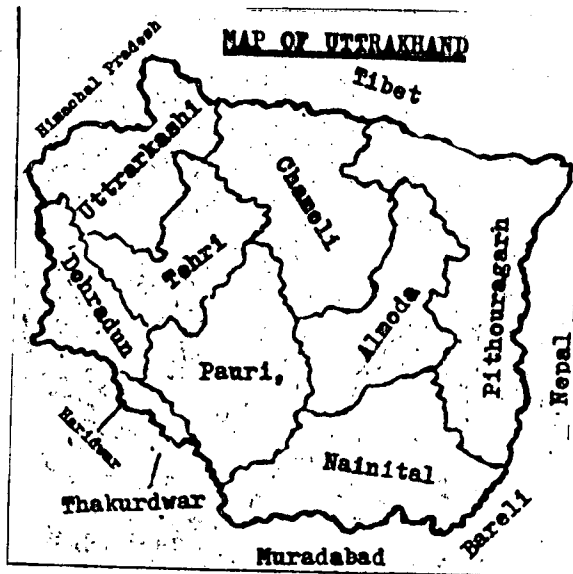 MAP OF UTTRAKHAND
Himachal Pradesh
Tibet
Uttrarkashi
Chamoli
Tehri
Dehradun
Almoda
Pithouragarh
Nepal
Pauri,
Haridwar
Nainital
Thakurdwar
Bareli
Muradabad